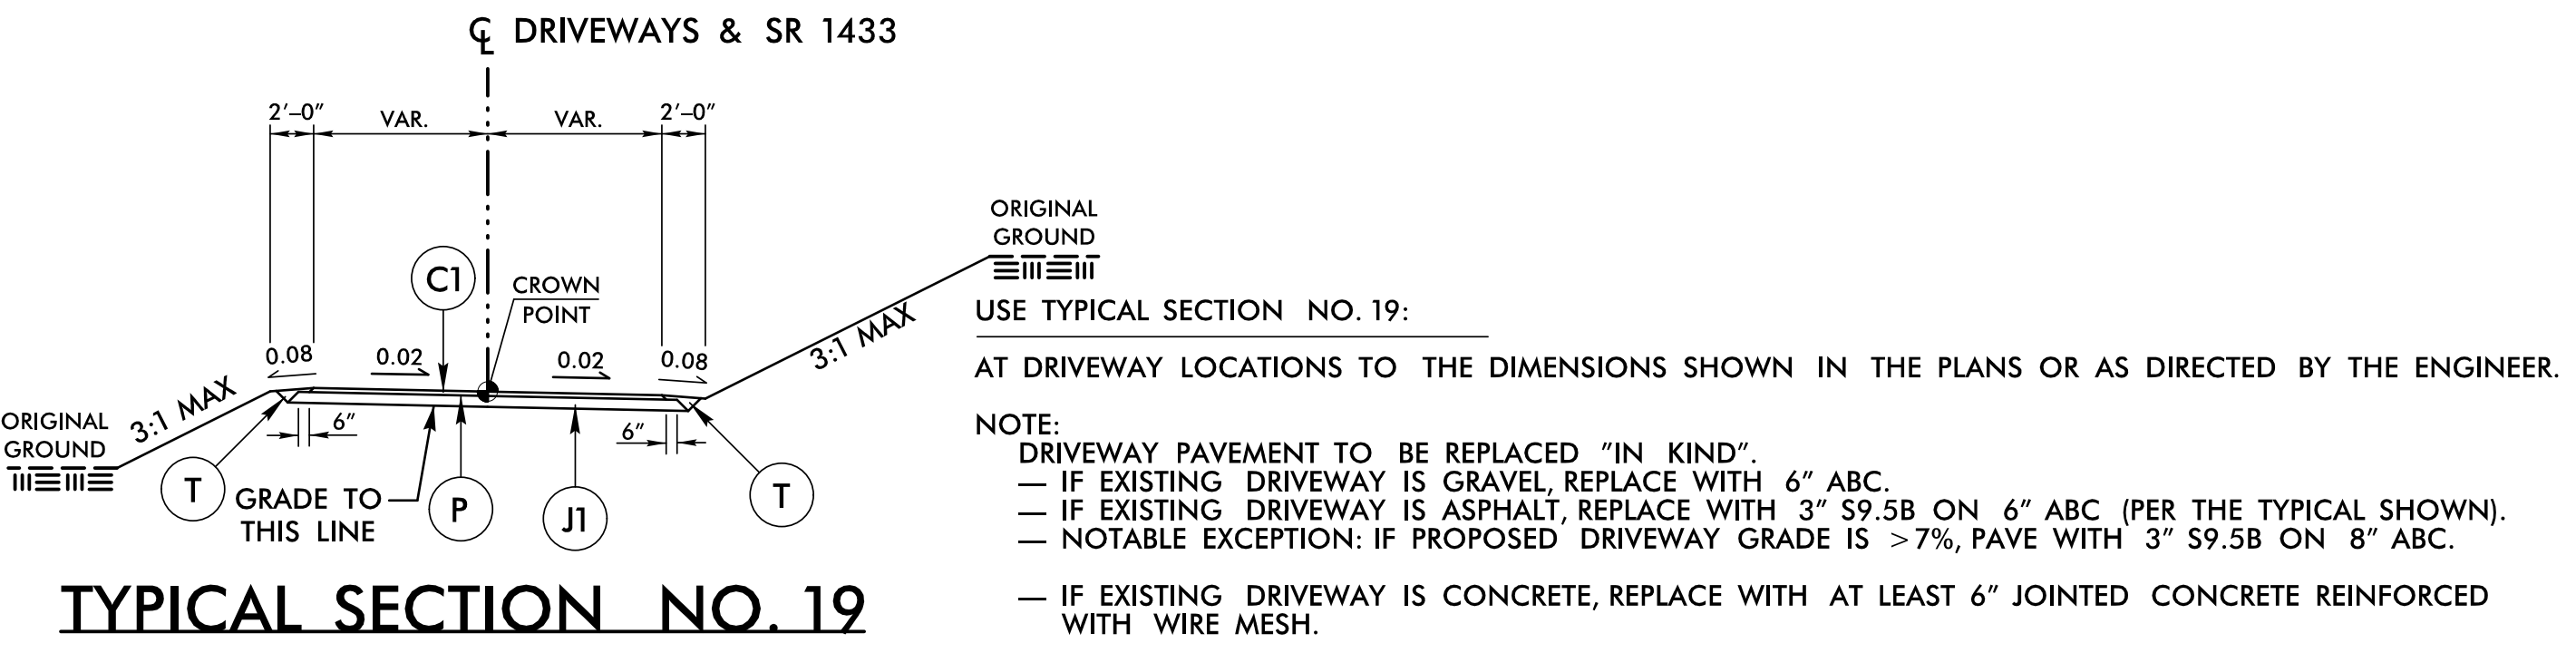 ℄ DRIVEWAYS & SR 1433
2'–0" VAR. VAR. 2'–0"
ORIGINAL
GROUND
C1
CROWN
POINT
0.08 0.02 0.02 0.08
3:1 MAX
3:1 MAX
ORIGINAL
GROUND
6" 6"
T GRADE TO
THIS LINE
P J1 T
TYPICAL SECTION NO. 19
USE TYPICAL SECTION NO. 19:
AT DRIVEWAY LOCATIONS TO THE DIMENSIONS SHOWN IN THE PLANS OR AS DIRECTED BY THE ENGINEER.
NOTE:
DRIVEWAY PAVEMENT TO BE REPLACED "IN KIND".
— IF EXISTING DRIVEWAY IS GRAVEL, REPLACE WITH 6" ABC.
— IF EXISTING DRIVEWAY IS ASPHALT, REPLACE WITH 3" S9.5B ON 6" ABC (PER THE TYPICAL SHOWN).
— NOTABLE EXCEPTION: IF PROPOSED DRIVEWAY GRADE IS >7%, PAVE WITH 3" S9.5B ON 8" ABC.
— IF EXISTING DRIVEWAY IS CONCRETE, REPLACE WITH AT LEAST 6" JOINTED CONCRETE REINFORCED
WITH WIRE MESH.